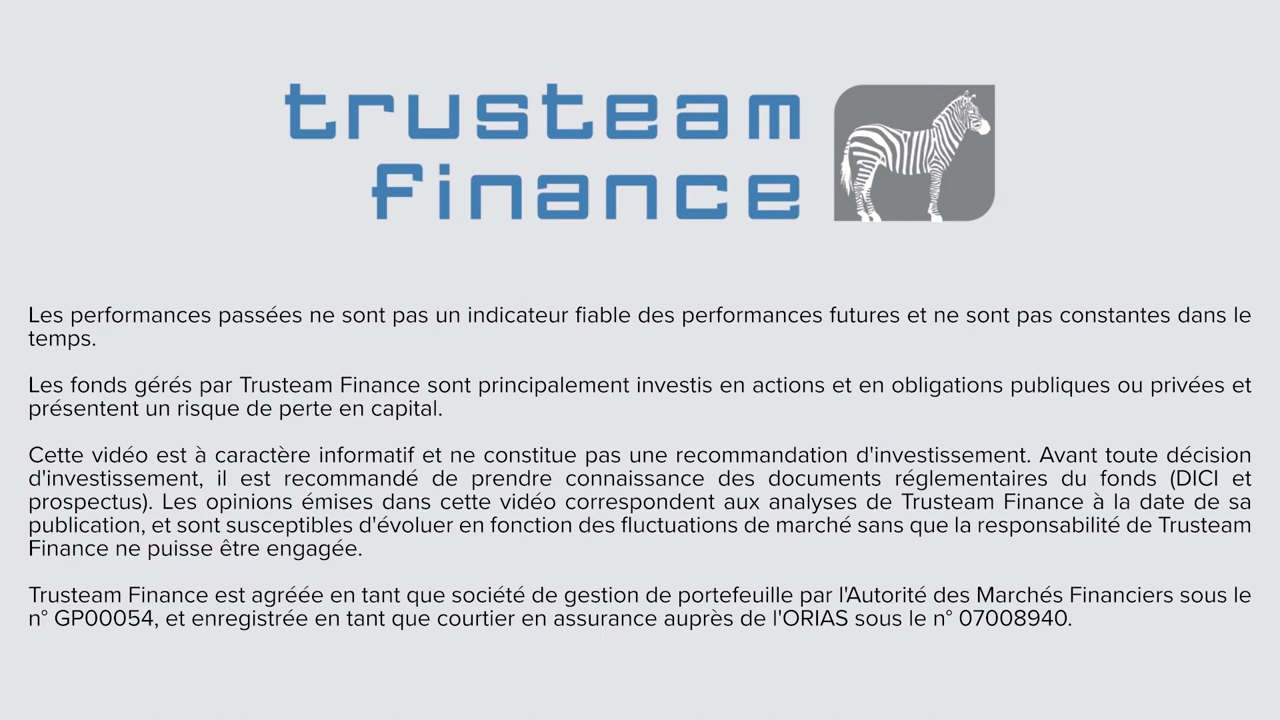 trusteam
finance
Les performances passées ne sont pas un indicateur fiable des performances futures et ne sont pas constantes dans le
temps.
Les fonds gérés par Trusteam Finance sont principalement investis en actions et en obligations publiques ou privées et
présentent un risque de perte en capital.
Cette vidéo est à caractère informatif et ne constitue pas une recommandation d'investissement. Avant toute décision
d'investissement, il est recommandé de prendre connaissance des documents réglementaires du fonds (DICI et
prospectus). Les opinions émises dans cette vidéo correspondent aux analyses de Trusteam Finance à la date de sa
publication, et sont susceptibles d'évoluer en fonction des fluctuations de marché sans que la responsabilité de Trusteam
Finance ne puisse être engagée.
Trusteam Finance est agréée en tant que société de gestion de portefeuille par l'Autorité des Marchés Financiers sous le
n° GP00054, et enregistrée en tant que courtier en assurance auprès de l'ORIAS sous le n° 07008940.